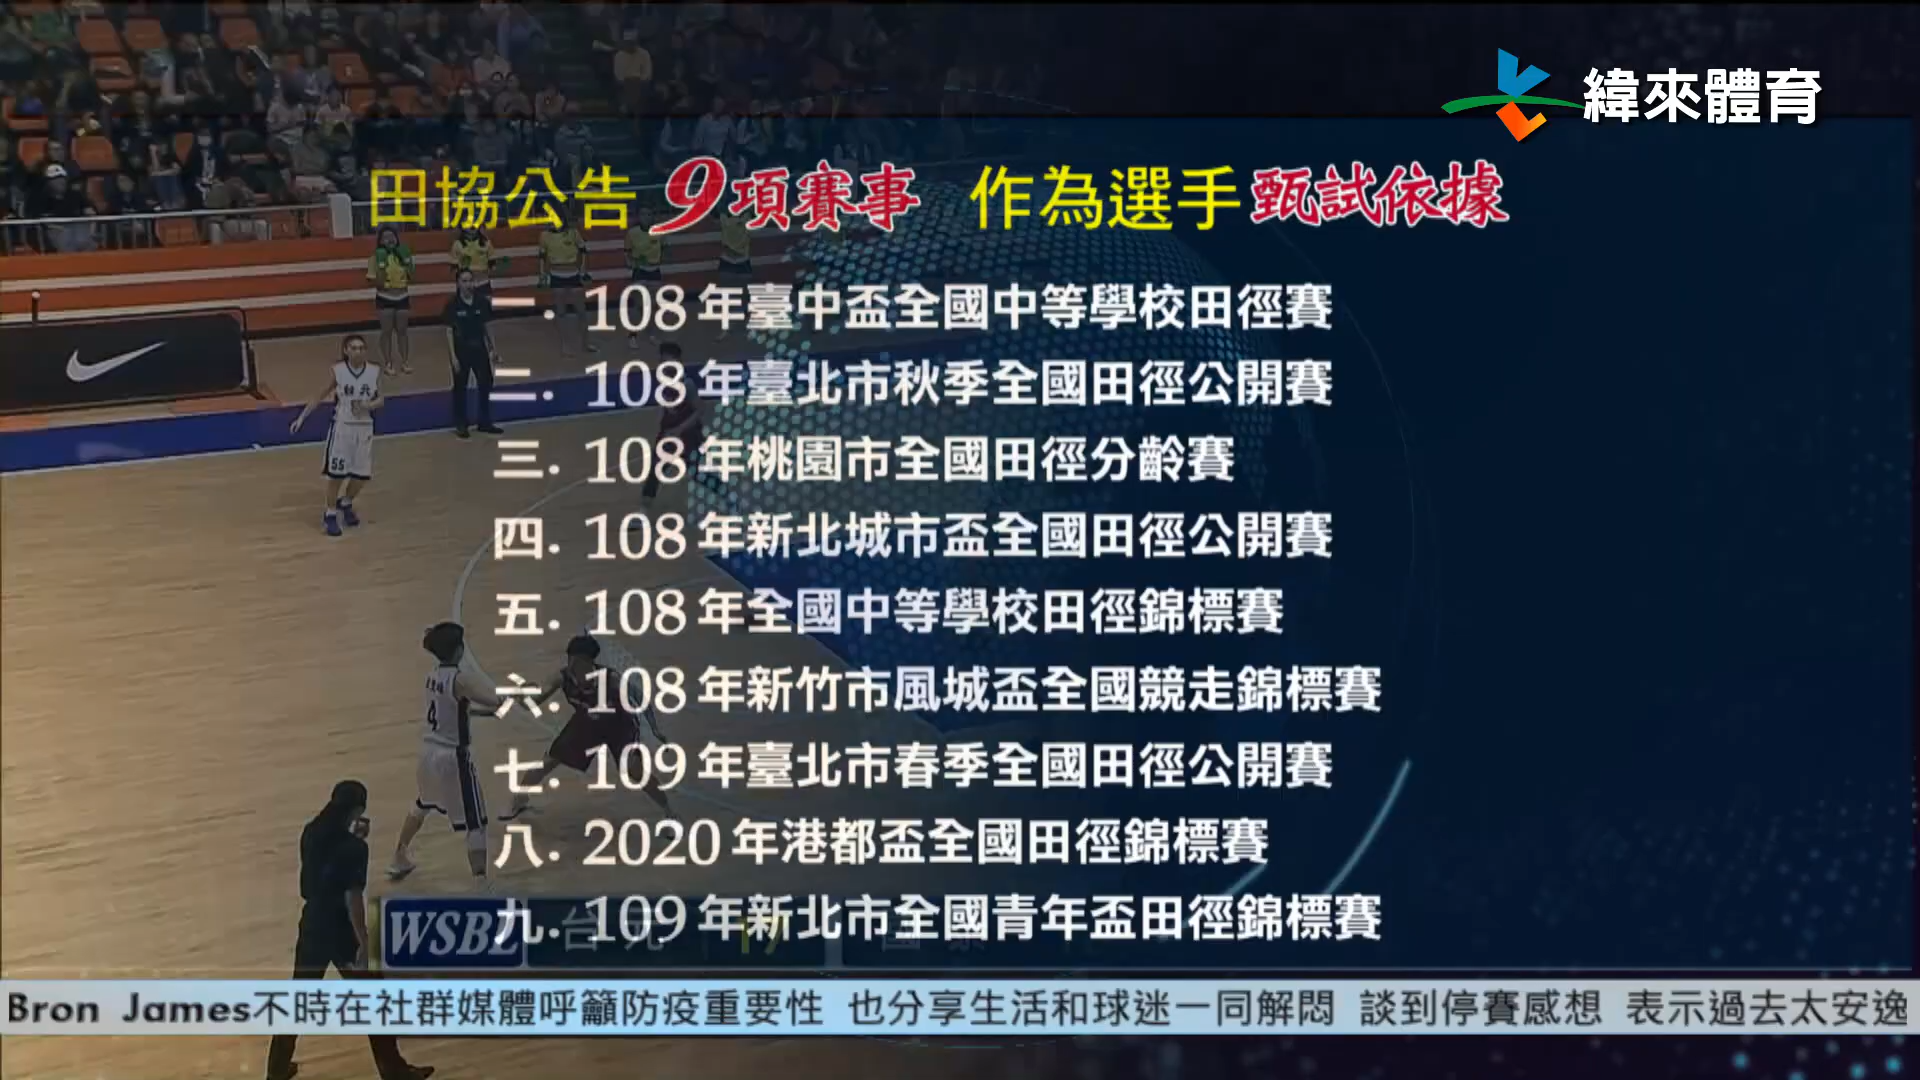 緯來體育
田協公告9項賽事 作為選手甄試依據
一. 108年臺中盃全國中等學校田徑賽
二. 108年臺北市秋季全國田徑公開賽
三. 108年桃園市全國田徑分齡賽
四. 108年新北城市盃全國田徑公開賽
五. 108年全國中等學校田徑錦標賽
六. 108年新竹市風城盃全國競走錦標賽
七. 109年臺北市春季全國田徑公開賽
八. 2020年港都盃全國田徑錦標賽
九. 109年新北市全國青年盃田徑錦標賽
台北
55
4
WSBL 台元 17
Bron James不時在社群媒體呼籲防疫重要性 也分享生活和球迷一同解悶 談到停賽感想 表示過去太安逸